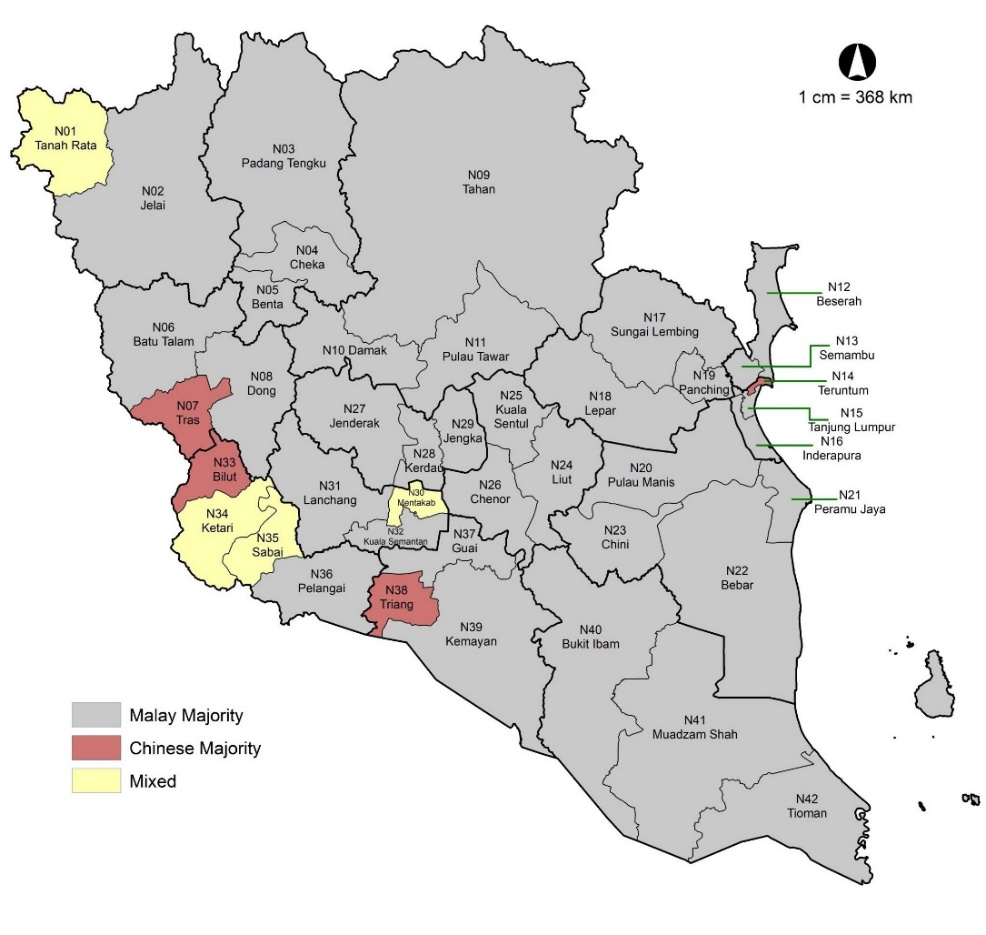 1 cm = 368 km
N01
Tanah Rata
N02
Jelai
N03
Padang Tengku
N09
Tahan
N04
Cheka
N05
Benta
N12
Beserah
N17
Sungai Lembing
N06
Batu Talam
N13
Semambu
N10 Damak
N11
Pulau Tawar
N19
Panching
N14
Teruntum
N08
Dong
N18
Lepar
N07
Tras
N27
Jenderak
N25
Kuala
Sentul
N15
Tanjung Lumpur
N29
Jengka
N16
Inderapura
N28
Kerdau
N33
Bilut
N24
Liut
N20
Pulau Manis
N31
Lanchang
N26
Chenor
N30
Mentakab
N21
Peramu Jaya
N34
Ketari
N32
Kuala Semantan
N35
Sabai
N37
Guai
N23
Chini
N36
Pelangai
N22
Bebar
N38
Triang
N39
Kemayan
N40
Bukit Ibam
N41
Muadzam Shah
N42
Tioman
Malay Majority
Chinese Majority
Mixed